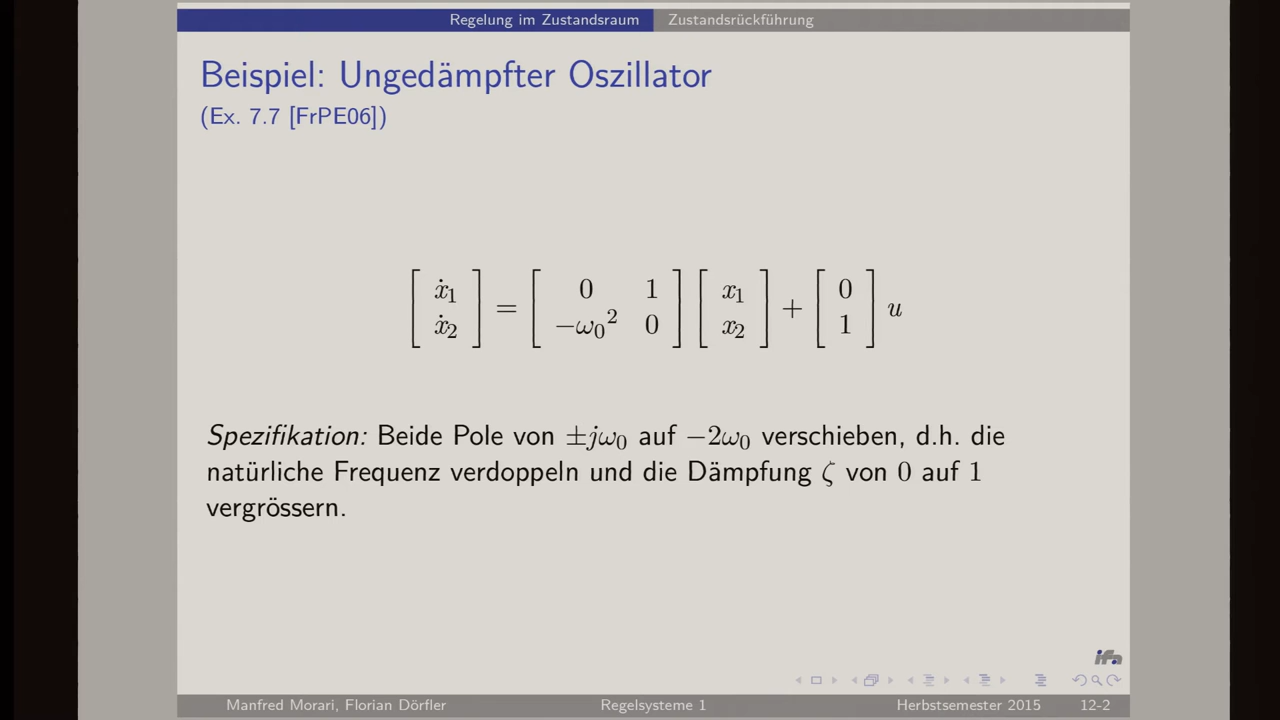 Regelung im Zustandsraum Zustandsrückführung
Beispiel: Ungedämpfter Oszillator
(Ex. 7.7 [FrPE06])
[ẋ₁ ẋ₂] = [0 1 −ω₀² 0] [x₁ x₂] + [0 1] u
Spezifikation: Beide Pole von ±jω₀ auf −2ω₀ verschieben, d.h. die
natürliche Frequenz verdoppeln und die Dämpfung ζ von 0 auf 1
vergrössern.
ifa
Manfred Morari, Florian Dörfler Regelsysteme 1 Herbstsemester 2015 12-2